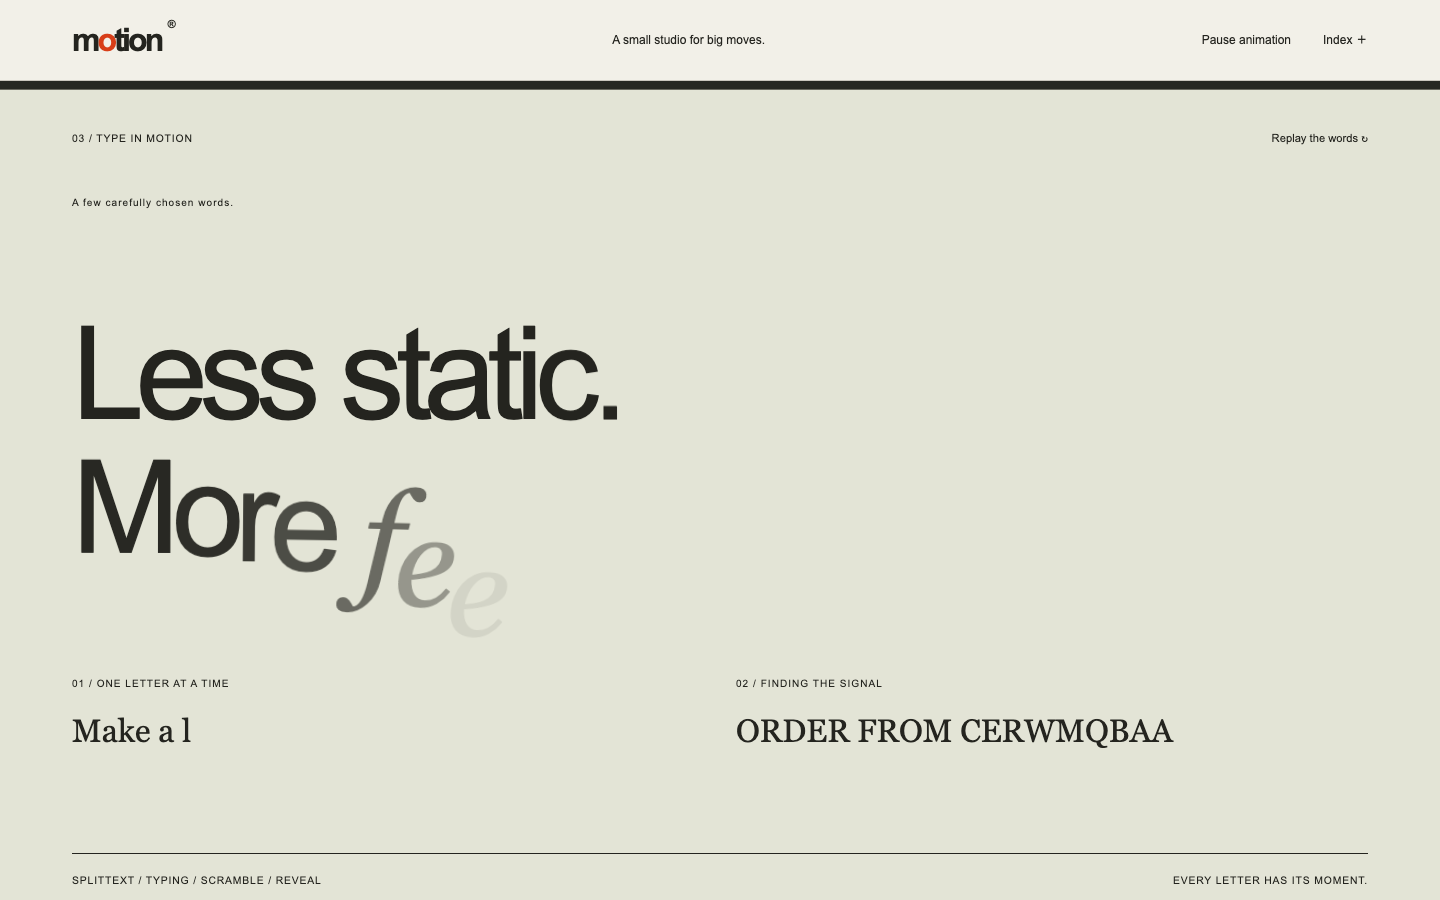 motion®
A small studio for big moves.
Pause animation
Index +
03 / TYPE IN MOTION
Replay the words ↻
A few carefully chosen words.
Less static.
More fee
01 / ONE LETTER AT A TIME
Make a l
02 / FINDING THE SIGNAL
ORDER FROM CERWMQBAA
SPLITTEXT / TYPING / SCRAMBLE / REVEAL
EVERY LETTER HAS ITS MOMENT.